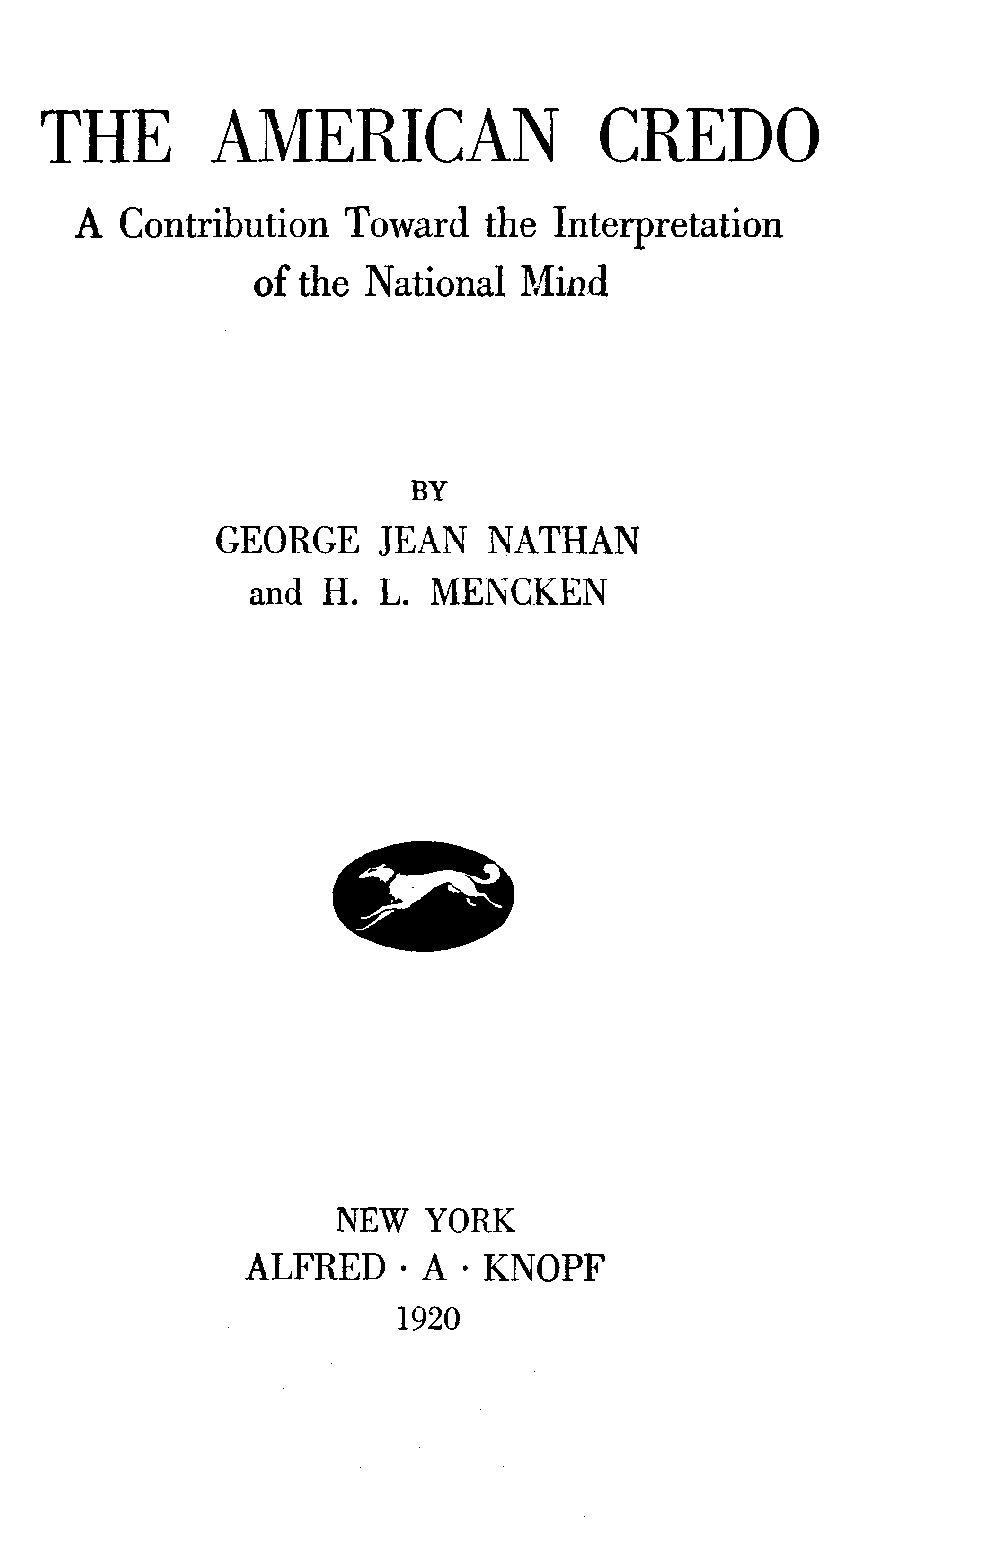 THE AMERICAN CREDO
A Contribution Toward the Interpretation
of the National Mind
BY
GEORGE JEAN NATHAN
and H. L. MENCKEN
NEW YORK
ALFRED · A · KNOPF
1920